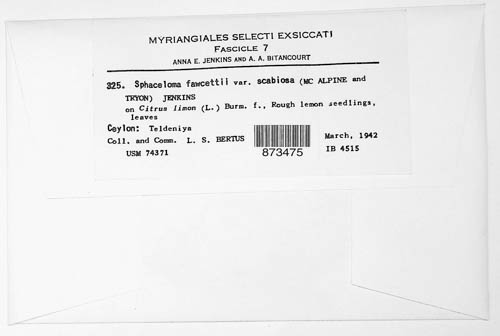 MYRIANGIALES SELECTI EXSICCATI
FASCICLE 7
ANNA E. JENKINS AND A. A. BITANCOURT
325. Sphaceloma fawcettii var. scabiosa (MC ALPINE and
TRYON) JENKINS
on Citrus limon (L.) Burm. f., Rough lemon seedlings,
leaves
Ceylon: Teldeniya
Coll. and Comm. L. S. BERTUS March, 1942
USM 74371 873475 IB 4515